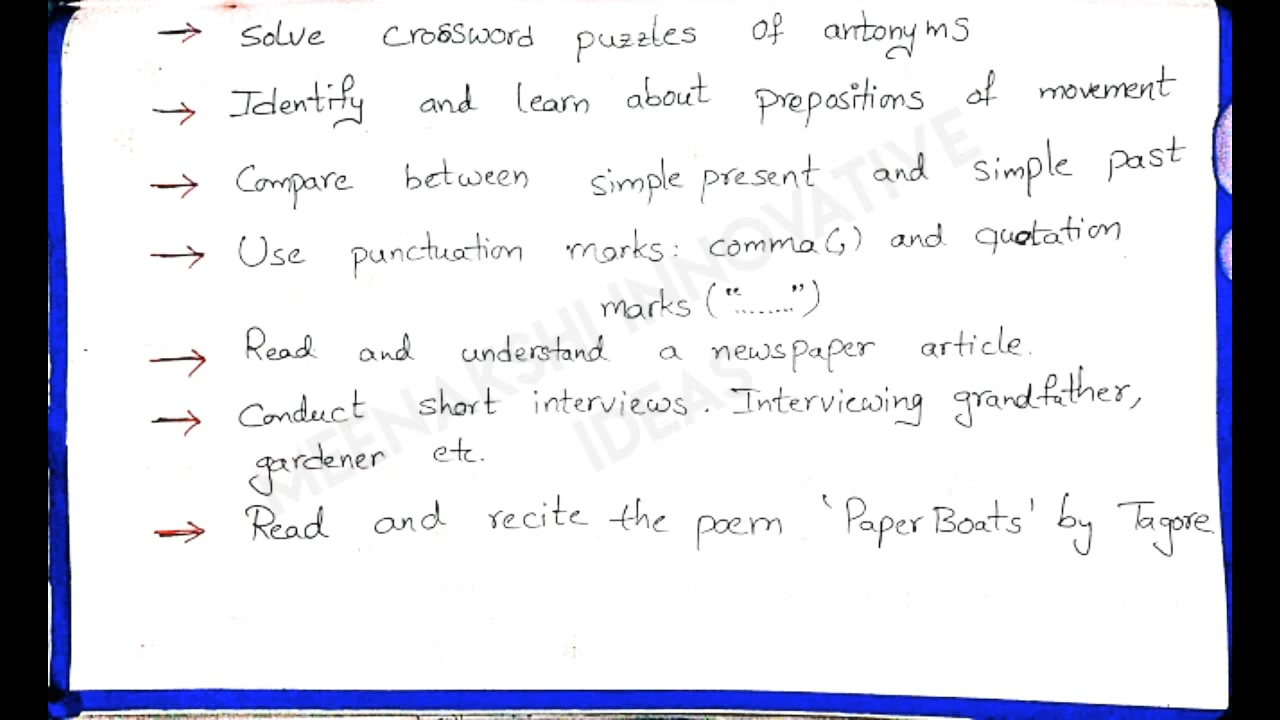 → Solve crossword puzzles of antonyms
→ Identify and learn about prepositions of movement
→ Compare between simple present and simple past
→ Use punctuation marks: comma (,) and quotation
marks (“........”)
→ Read and understand a newspaper article.
→ Conduct short interviews. Interviewing grandfather,
gardener etc.
→ Read and recite the poem ‘Paper Boats’ by Tagore.
MEENAKSHI INNOVATIVE
IDEAS